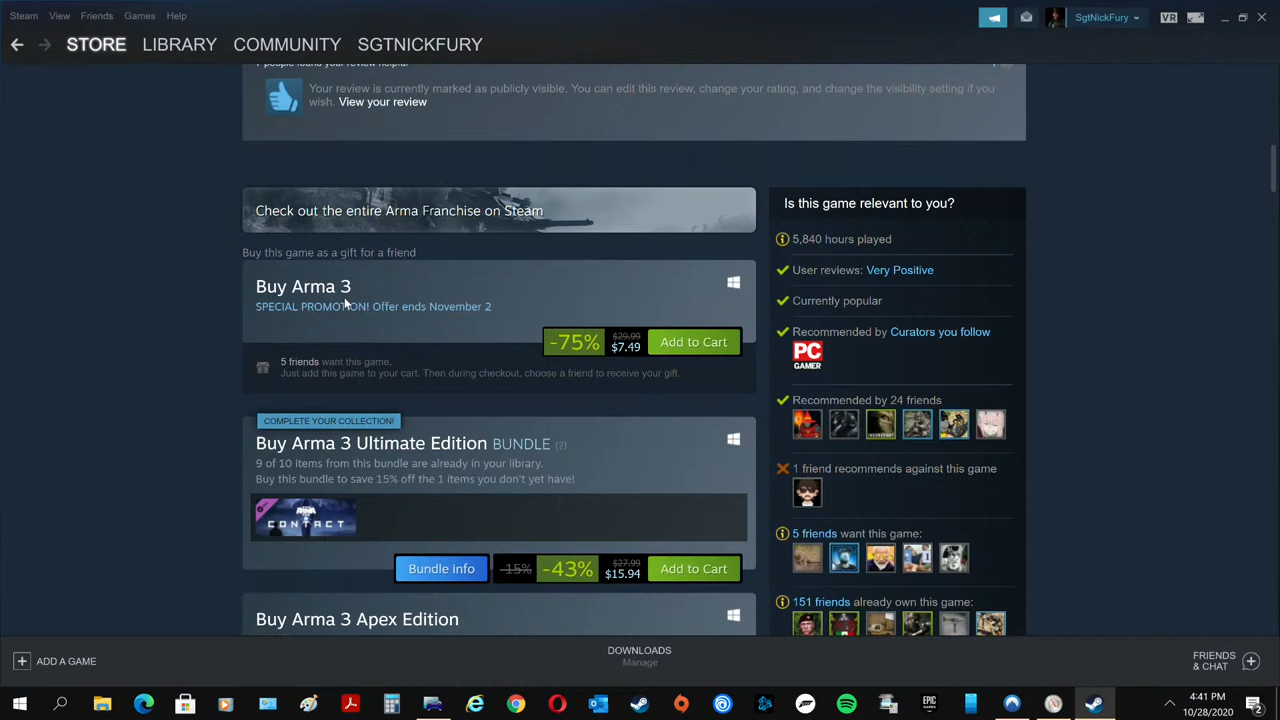 Steam View Friends Games Help
SgtNickFury
VR
STORE LIBRARY COMMUNITY SGTNICKFURY
people found your review helpful
Your review is currently marked as publicly visible. You can edit this review, change your rating, and change the visibility setting if you
wish. View your review
Check out the entire Arma Franchise on Steam
Buy this game as a gift for a friend
Buy Arma 3
SPECIAL PROMOTION! Offer ends November 2
-75% $29.99 $7.49 Add to Cart
5 friends want this game.
Just add this game to your cart. Then during checkout, choose a friend to receive your gift.
COMPLETE YOUR COLLECTION!
Buy Arma 3 Ultimate Edition BUNDLE (?)
9 of 10 items from this bundle are already in your library.
Buy this bundle to save 15% off the 1 items you don't yet have!
CONTACT
Bundle info -15% -43% $27.99 $15.94 Add to Cart
Buy Arma 3 Apex Edition
Is this game relevant to you?
5,840 hours played
User reviews: Very Positive
Currently popular
Recommended by Curators you follow
PC
GAMER
Recommended by 24 friends
1 friend recommends against this game
5 friends want this game:
151 friends already own this game:
ADD A GAME
DOWNLOADS
Manage
FRIENDS
& CHAT
EPIC
GAMES
4:41 PM
10/28/2020
2